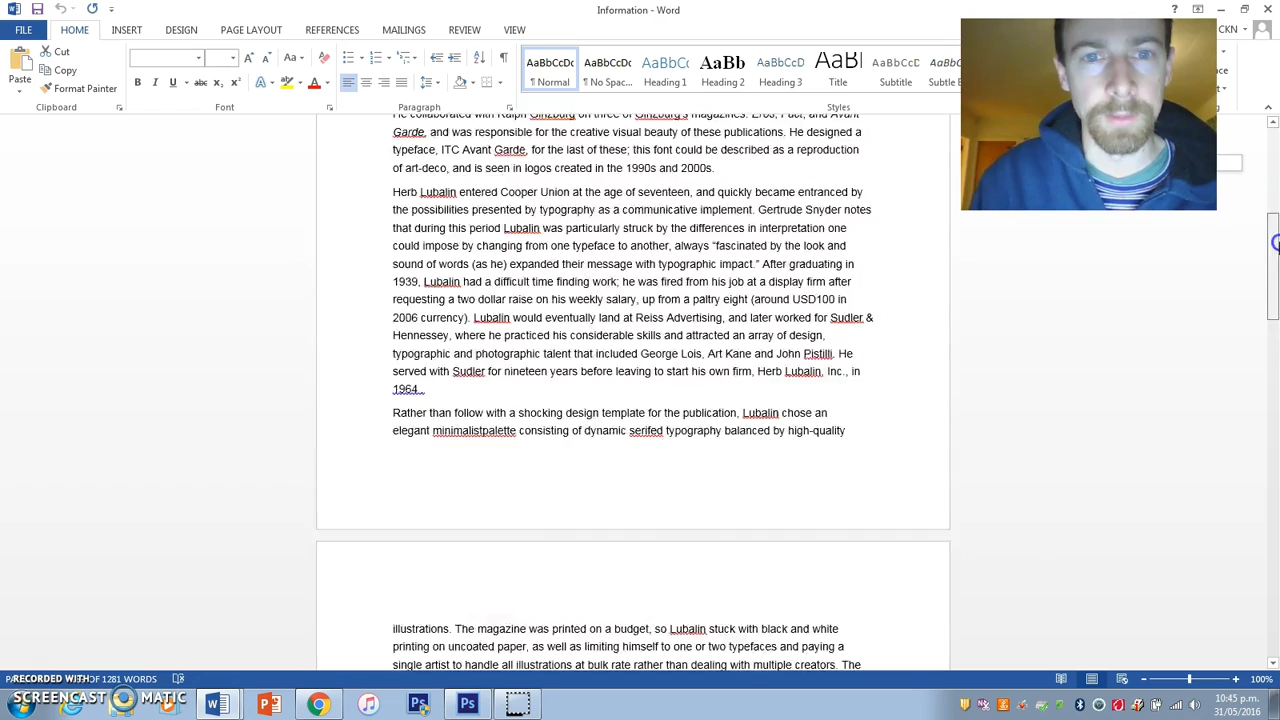 Information - Word
CKN
FILE HOME INSERT DESIGN PAGE LAYOUT REFERENCES MAILINGS REVIEW VIEW
Paste
Cut
Copy
Format Painter
Clipboard
Font
Paragraph
AaBbCcDc
¶ Normal
AaBbCcDc
¶ No Spac...
AaBbCc
Heading 1
AaBb
Heading 2
AaBbCcD
Heading 3
AaBl
Title
AaBbCcD
Subtitle
Subtle E
Styles
He collaborated with Ralph Ginzburg on three of Ginzburg's magazines: Eros, Fact, and Avant
Garde, and was responsible for the creative visual beauty of these publications. He designed a
typeface, ITC Avant Garde, for the last of these; this font could be described as a reproduction
of art-deco, and is seen in logos created in the 1990s and 2000s.
Herb Lubalin entered Cooper Union at the age of seventeen, and quickly became entranced by
the possibilities presented by typography as a communicative implement. Gertrude Snyder notes
that during this period Lubalin was particularly struck by the differences in interpretation one
could impose by changing from one typeface to another, always “fascinated by the look and
sound of words (as he) expanded their message with typographic impact.” After graduating in
1939, Lubalin had a difficult time finding work; he was fired from his job at a display firm after
requesting a two dollar raise on his weekly salary, up from a paltry eight (around USD100 in
2006 currency). Lubalin would eventually land at Reiss Advertising, and later worked for Sudler &
Hennessey, where he practiced his considerable skills and attracted an array of design,
typographic and photographic talent that included George Lois, Art Kane and John Pistilli. He
served with Sudler for nineteen years before leaving to start his own firm, Herb Lubalin, Inc., in
1964..
Rather than follow with a shocking design template for the publication, Lubalin chose an
elegant minimalistpalette consisting of dynamic serifed typography balanced by high-quality
illustrations. The magazine was printed on a budget, so Lubalin stuck with black and white
printing on uncoated paper, as well as limiting himself to one or two typefaces and paying a
single artist to handle all illustrations at bulk rate rather than dealing with multiple creators. The
OF 1281 WORDS
100%
RECORDED WITH
SCREENCAST MATIC
10:45 p.m.
31/05/2016